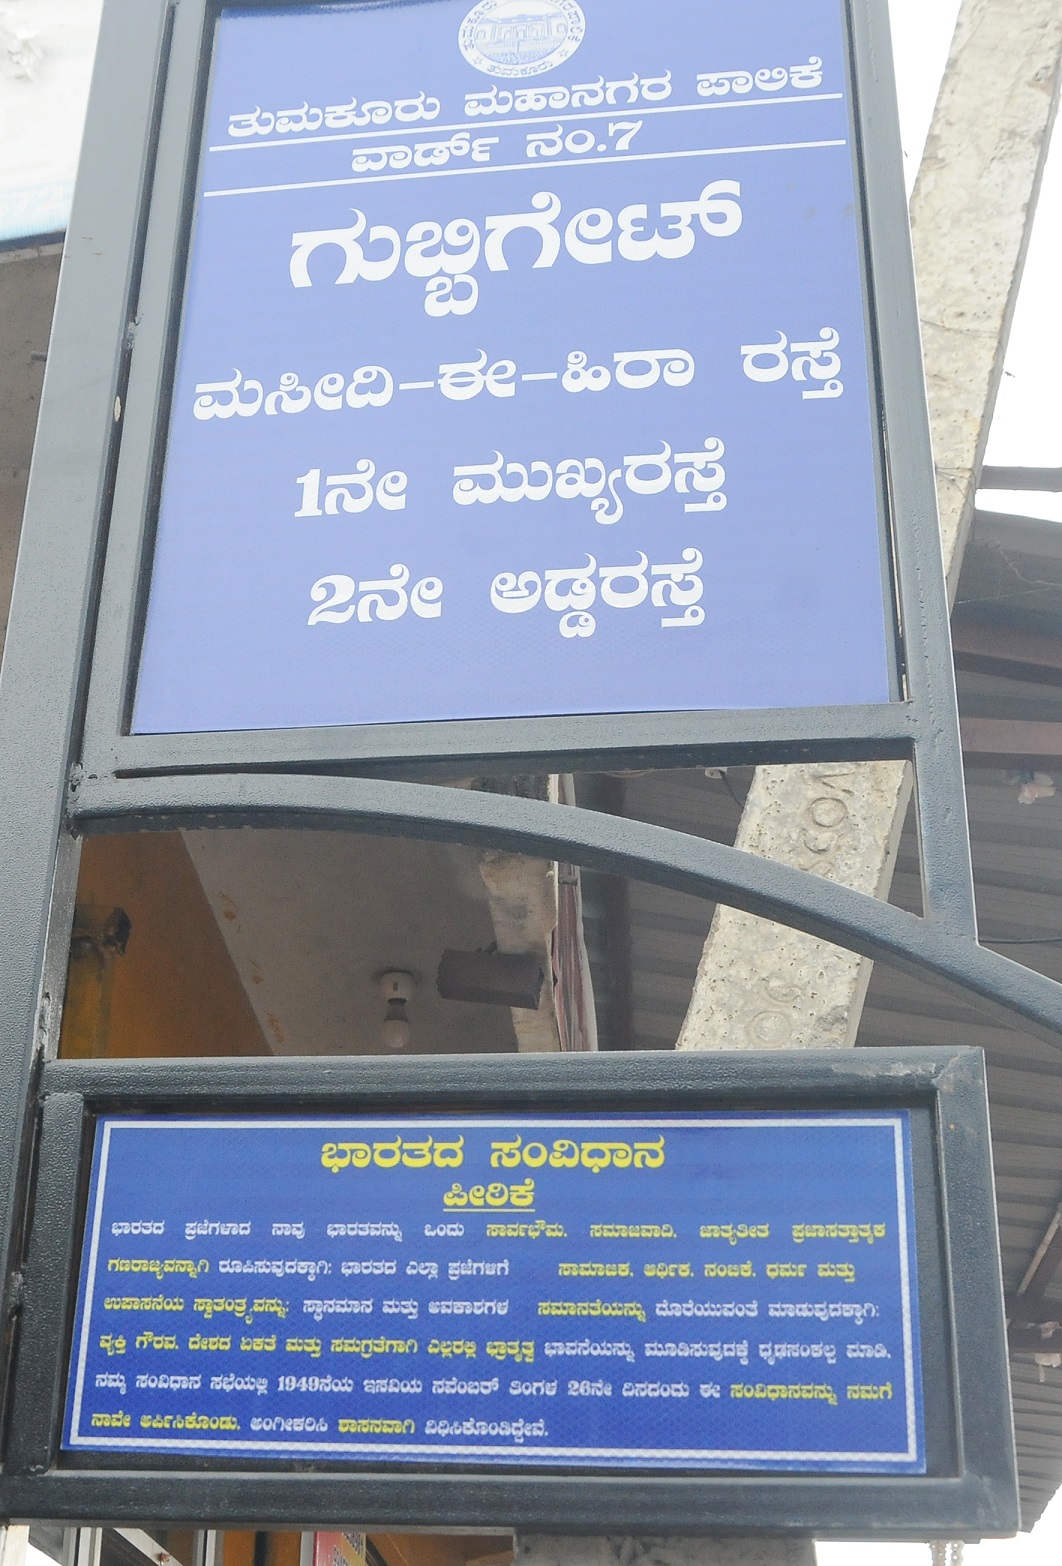 ತುಮಕೂರು
ತುಮಕೂರು ಮಹಾನಗರ ಪಾಲಿಕೆ
ವಾರ್ಡ್ ನಂ.7
ಗುಬ್ಬಿಗೇಟ್
ಮಸೀದಿ-ಈ-ಹಿರಾ ರಸ್ತೆ
1ನೇ ಮುಖ್ಯರಸ್ತೆ
2ನೇ ಅಡ್ಡರಸ್ತೆ
ಭಾರತದ ಸಂವಿಧಾನ
ಪೀಠಿಕೆ
ಭಾರತದ ಪ್ರಜೆಗಳಾದ ನಾವು ಭಾರತವನ್ನು ಒಂದು ಸಾರ್ವಭೌಮ, ಸಮಾಜವಾದಿ, ಜಾತ್ಯತೀತ ಪ್ರಜಾಸತ್ತಾತ್ಮಕ
ಗಣರಾಜ್ಯವನ್ನಾಗಿ ರೂಪಿಸುವುದಕ್ಕಾಗಿ; ಭಾರತದ ಎಲ್ಲಾ ಪ್ರಜೆಗಳಿಗೆ ಸಾಮಾಜಿಕ, ಆರ್ಥಿಕ, ನಂಬಿಕೆ, ಧರ್ಮ ಮತ್ತು
ಉಪಾಸನೆಯ ಸ್ವಾತಂತ್ರ್ಯವನ್ನು; ಸ್ಥಾನಮಾನ ಮತ್ತು ಅವಕಾಶಗಳ ಸಮಾನತೆಯನ್ನು ದೊರೆಯುವಂತೆ ಮಾಡುವುದಕ್ಕಾಗಿ;
ವ್ಯಕ್ತಿ ಗೌರವ, ದೇಶದ ಏಕತೆ ಮತ್ತು ಸಮಗ್ರತೆಗಾಗಿ ಎಲ್ಲರಲ್ಲಿ ಭ್ರಾತೃತ್ವ ಭಾವನೆಯನ್ನು ಮೂಡಿಸುವುದಕ್ಕೆ ಧೃಢಸಂಕಲ್ಪ ಮಾಡಿ,
ನಮ್ಮ ಸಂವಿಧಾನ ಸಭೆಯಲ್ಲಿ 1949ನೆಯ ಇಸವಿಯ ನವೆಂಬರ್ ತಿಂಗಳ 26ನೇ ದಿನದಂದು ಈ ಸಂವಿಧಾನವನ್ನು ನಮಗೆ
ನಾವೇ ಅರ್ಪಿಸಿಕೊಂಡು, ಅಂಗೀಕರಿಸಿ ಶಾಸನವಾಗಿ ವಿಧಿಸಿಕೊಂಡಿದ್ದೇವೆ.